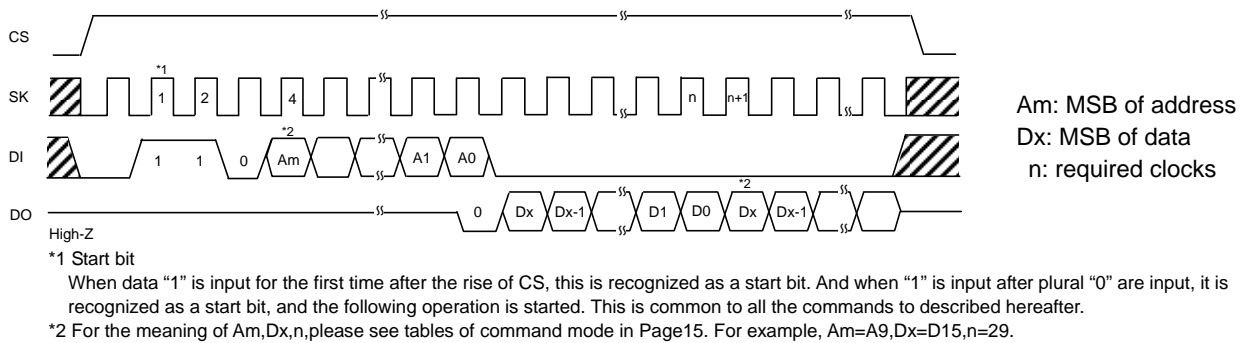 CS
*1
SK 1 2 4 n n+1
*2
DI 1 1 0 Am A1 A0
*2
DO 0 Dx Dx-1 D1 D0 Dx Dx-1
High-Z
Am: MSB of address
Dx: MSB of data
n: required clocks
*1 Start bit
When data “1” is input for the first time after the rise of CS, this is recognized as a start bit. And when “1” is input after plural “0” are input, it is
recognized as a start bit, and the following operation is started. This is common to all the commands to described hereafter.
*2 For the meaning of Am,Dx,n,please see tables of command mode in Page15. For example, Am=A9,Dx=D15,n=29.